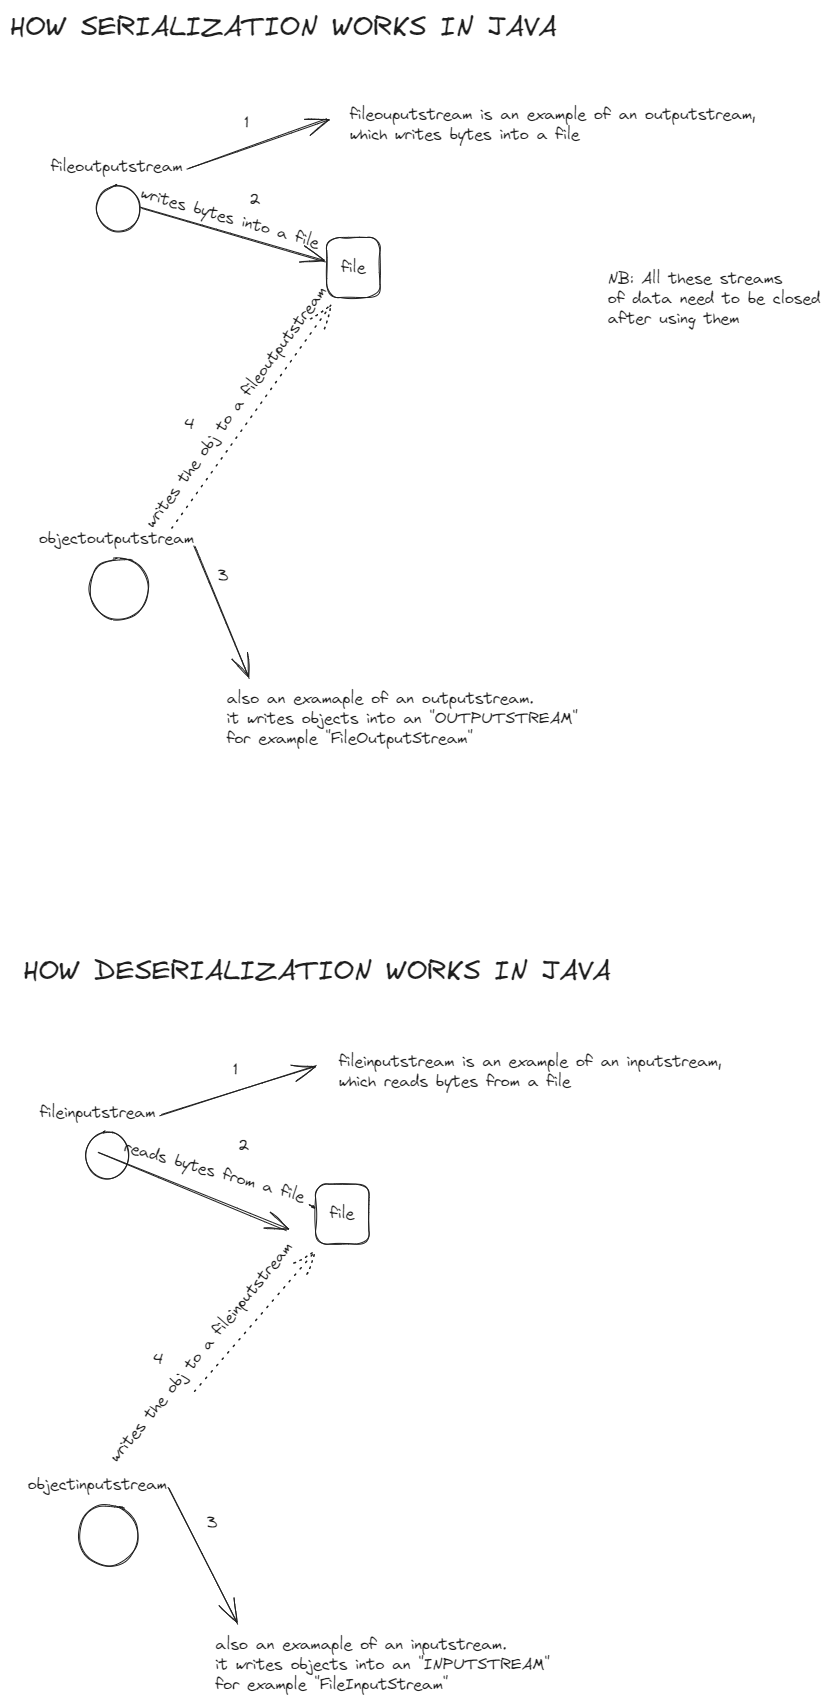 HOW SERIALIZATION WORKS IN JAVA
1
fileouputstream is an example of an outputstream,
which writes bytes into a file
fileoutputstream
2
writes bytes into a file
file
NB: All these streams
of data need to be closed
after using them
4
writes the obj to a fileoutputstream
objectoutputstream
3
also an examaple of an outputstream.
it writes objects into an "OUTPUTSTREAM"
for example "FileOutputStream"
HOW DESERIALIZATION WORKS IN JAVA
1
fileinputstream is an example of an inputstream,
which reads bytes from a file
fileinputstream
2
reads bytes from a file
file
4
writes the obj to a fileinputstream
objectinputstream
3
also an examaple of an inputstream.
it writes objects into an "INPUTSTREAM"
for example "FileInputStream"